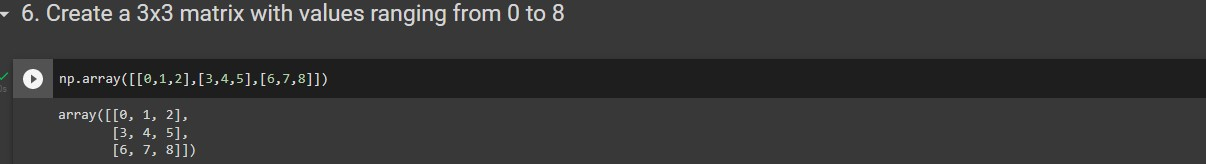 6. Create a 3x3 matrix with values ranging from 0 to 8
np.array([[0,1,2],[3,4,5],[6,7,8]])
array([[0, 1, 2],
       [3, 4, 5],
       [6, 7, 8]])